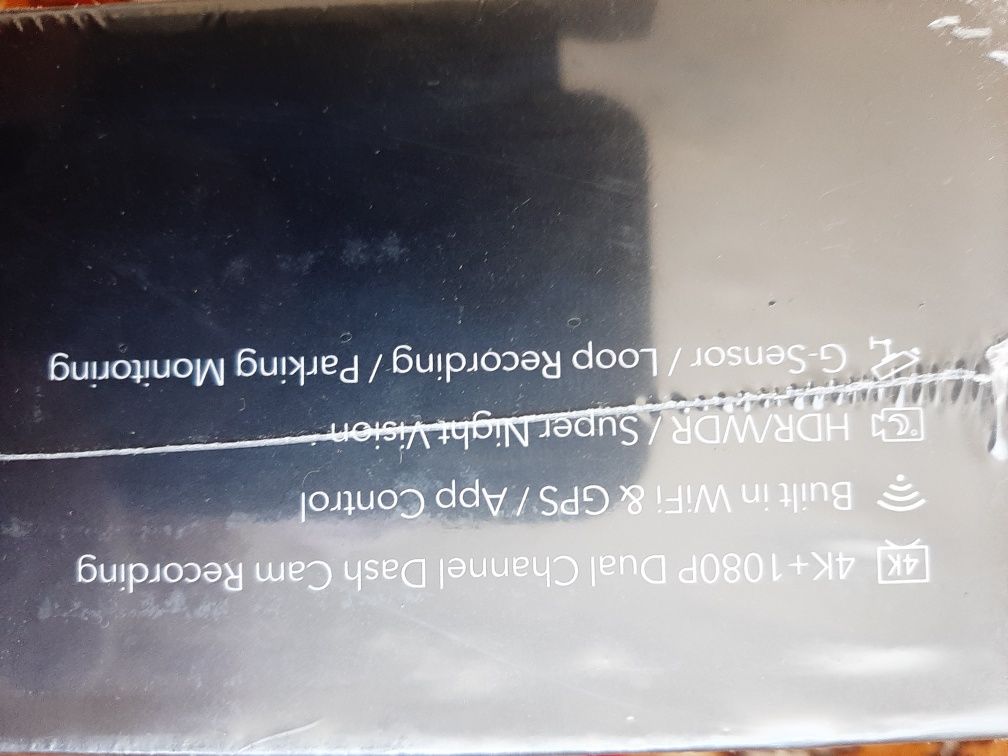 4K 4K+1080P Dual Channel Dash Cam Recording
Built in WiFi & GPS / App Control
HDR/WDR / Super Night Vision
G-Sensor / Loop Recording / Parking Monitoring